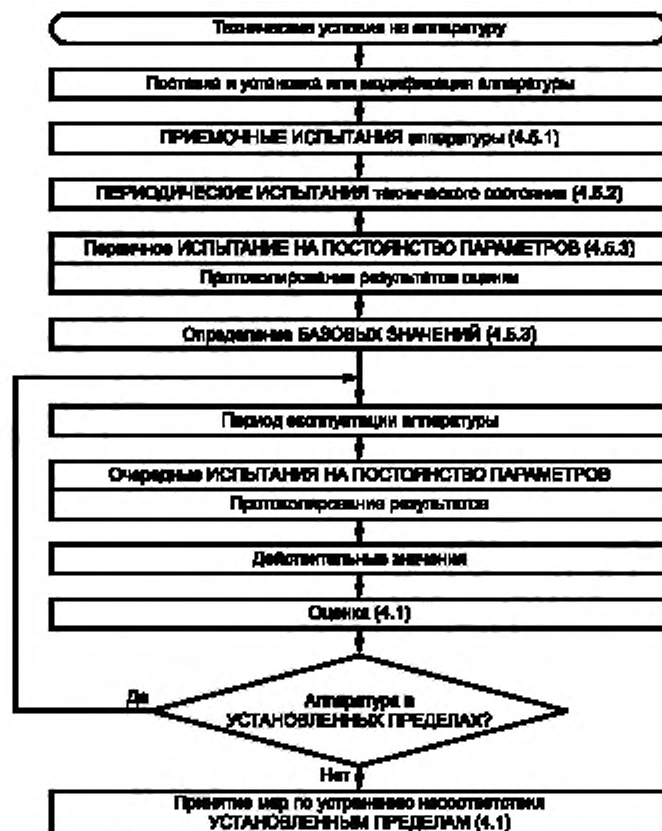 Технические условия на аппаратуру
Поставка и установка или модификация аппаратуры
ПРИЕМОЧНЫЕ ИСПЫТАНИЯ аппаратуры (4.5.1)
ПЕРИОДИЧЕСКИЕ ИСПЫТАНИЯ технического состояния (4.5.2)
Первичное ИСПЫТАНИЕ НА ПОСТОЯНСТВО ПАРАМЕТРОВ (4.5.3)
Протоколирование результатов оценки
Определение БАЗОВЫХ ЗНАЧЕНИЙ (4.5.3)
Период эксплуатации аппаратуры
Очередные ИСПЫТАНИЯ НА ПОСТОЯНСТВО ПАРАМЕТРОВ
Протоколирование результатов
Действительные значения
Оценка (4.1)
Да
Аппаратура в
УСТАНОВЛЕННЫХ ПРЕДЕЛАХ?
Нет
Принятие мер по устранению несоответствия
УСТАНОВЛЕННЫМ ПРЕДЕЛАМ (4.1)